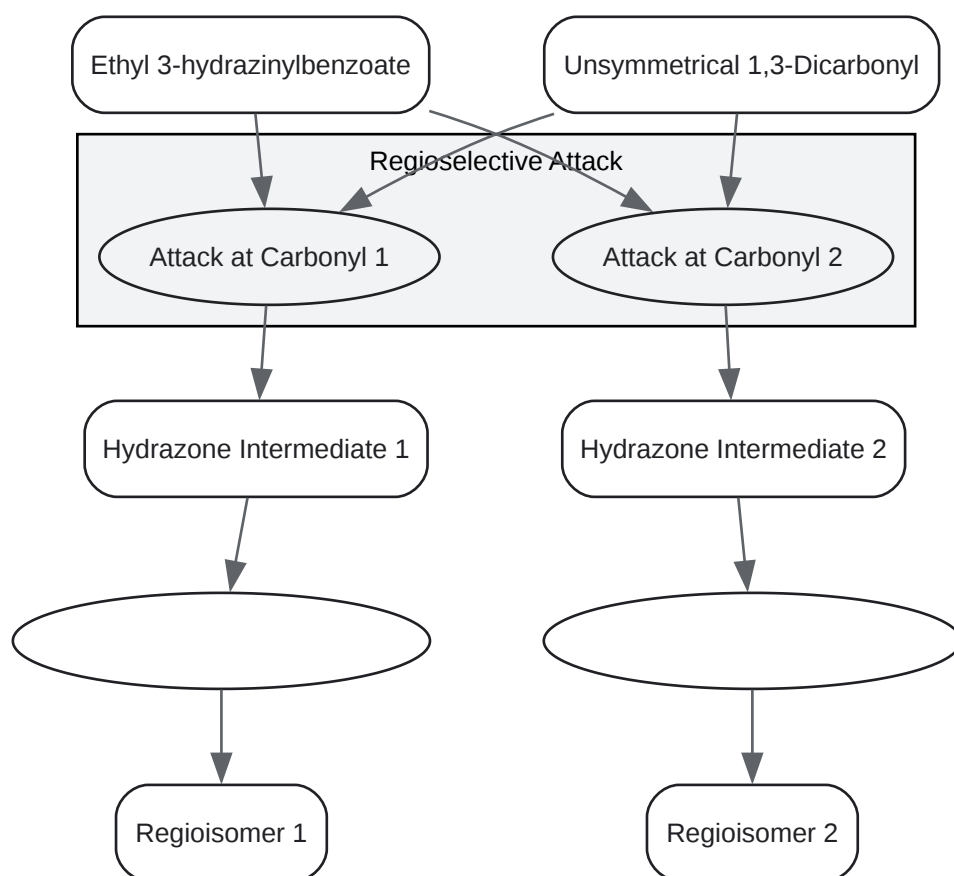 Ethyl 3-hydrazinylbenzoate
Unsymmetrical 1,3-Dicarbonyl
Regioselective Attack
Attack at Carbonyl 1
Attack at Carbonyl 2
Hydrazone Intermediate 1
Hydrazone Intermediate 2
Regioisomer 1
Regioisomer 2